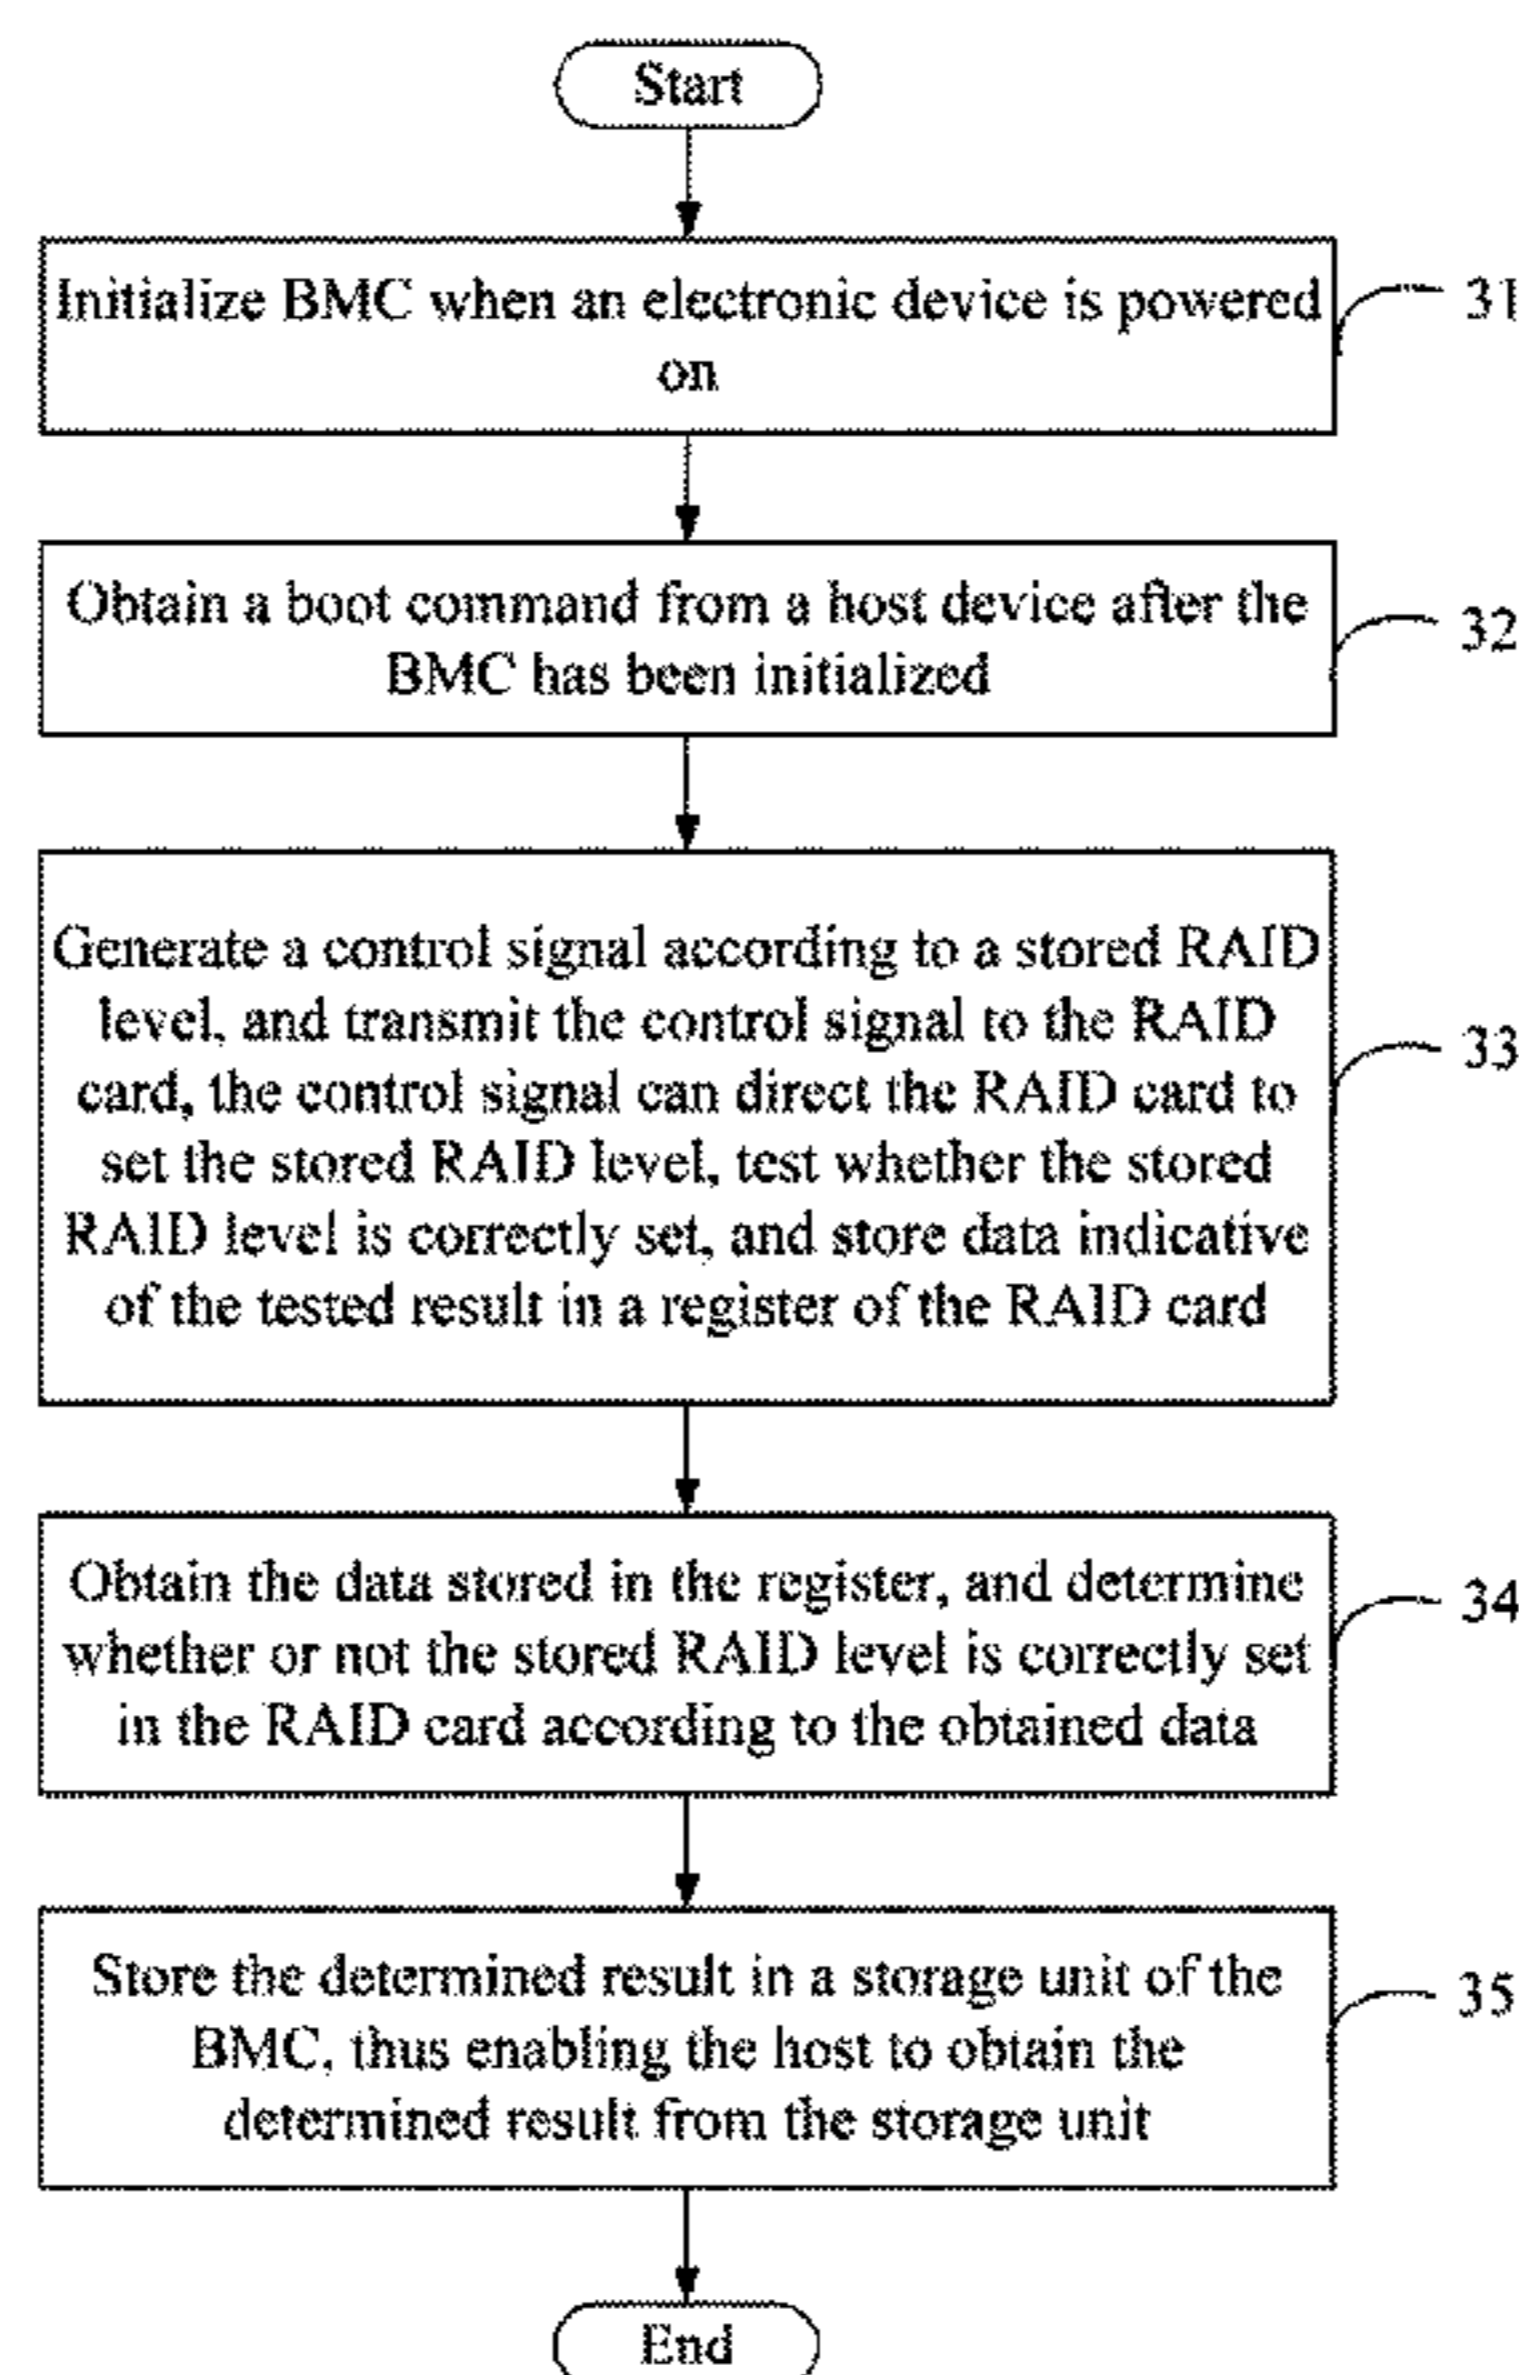 Start
Initialize BMC when an electronic device is powered
on
31
Obtain a boot command from a host device after the
BMC has been initialized
32
Generate a control signal according to a stored RAID
level, and transmit the control signal to the RAID
card, the control signal can direct the RAID card to
set the stored RAID level, test whether the stored
RAID level is correctly set, and store data indicative
of the tested result in a register of the RAID card
33
Obtain the data stored in the register, and determine
whether or not the stored RAID level is correctly set
in the RAID card according to the obtained data
34
Store the determined result in a storage unit of the
BMC, thus enabling the host to obtain the
determined result from the storage unit
35
End